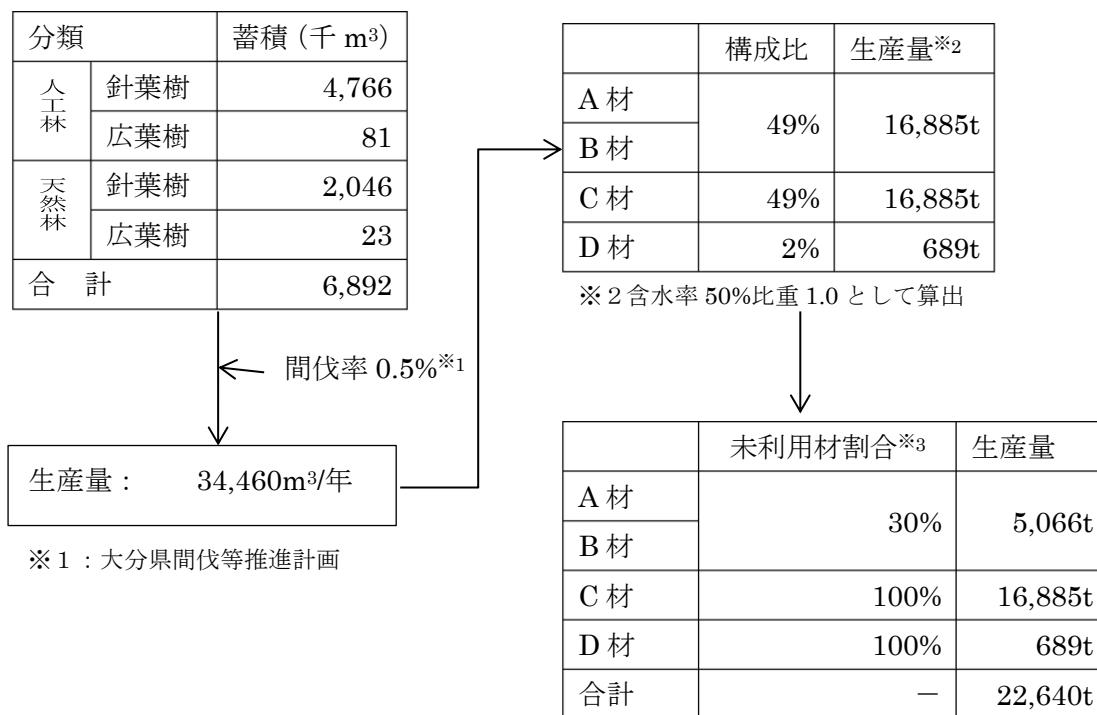 分類 蓄積（千 m³）
人工林 針葉樹 4,766
広葉樹 81
天然林 針葉樹 2,046
広葉樹 23
合 計 6,892
間伐率 0.5%※1
生産量： 34,460m³/年
※１：大分県間伐等推進計画
構成比 生産量※2
A 材 49% 16,885t
B 材
C 材 49% 16,885t
D 材 2% 689t
※２含水率 50%比重 1.0 として算出
未利用材割合※3 生産量
A 材 30% 5,066t
B 材
C 材 100% 16,885t
D 材 100% 689t
合計 － 22,640t